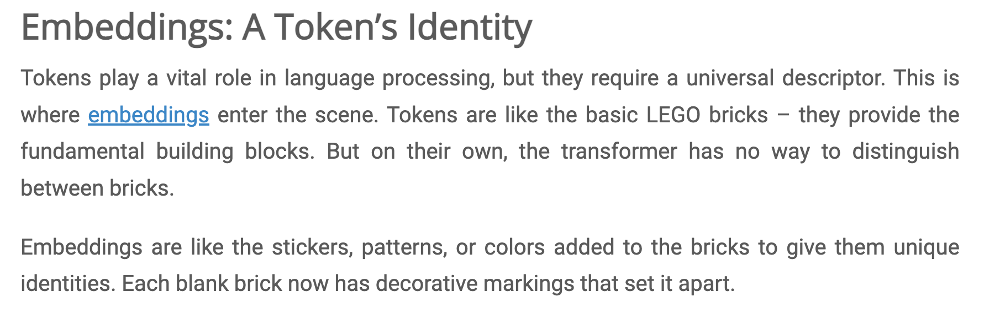 Embeddings: A Token’s Identity
Tokens play a vital role in language processing, but they require a universal descriptor. This is
where embeddings enter the scene. Tokens are like the basic LEGO bricks – they provide the
fundamental building blocks. But on their own, the transformer has no way to distinguish
between bricks.
Embeddings are like the stickers, patterns, or colors added to the bricks to give them unique
identities. Each blank brick now has decorative markings that set it apart.